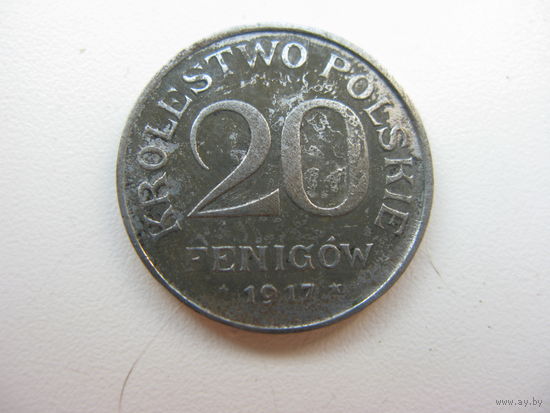 KRÓLESTWO POLSKIE
20
FENIGÓW
* 1917 *
www.ay.by